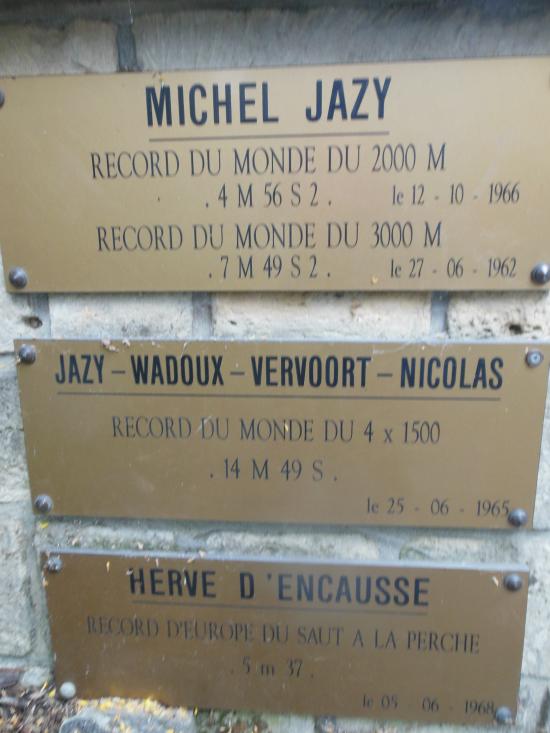 MICHEL JAZY
RECORD DU MONDE DU 2000 M
. 4 M 56 S 2 . le 12 - 10 - 1966
RECORD DU MONDE DU 3000 M
. 7 M 49 S 2 . le 27 - 06 - 1962
JAZY - WADOUX - VERVOORT - NICOLAS
RECORD DU MONDE DU 4 x 1500
. 14 M 49 S .
le 25 - 06 - 1965
HERVE D'ENCAUSSE
RECORD D'EUROPE DU SAUT A LA PERCHE
. 5 m 37 .
le 05 - 06 - 1968